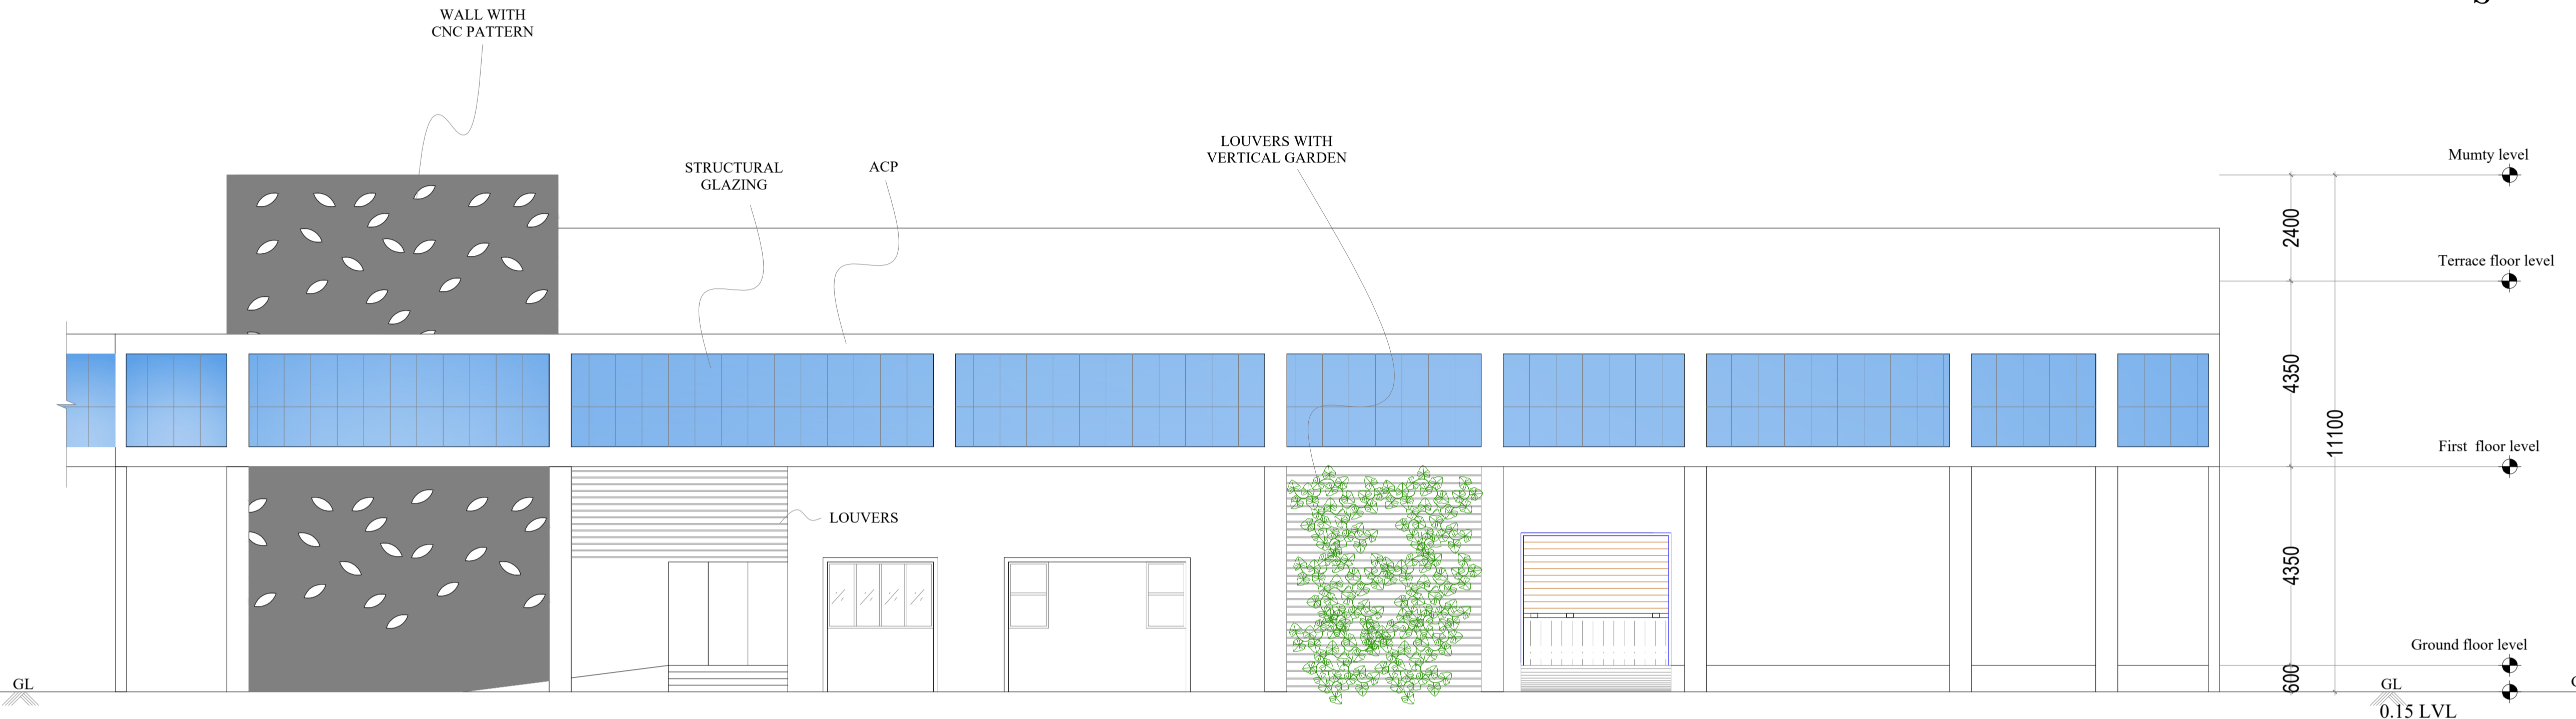 WALL WITH
CNC PATTERN
STRUCTURAL
GLAZING
ACP
LOUVERS WITH
VERTICAL GARDEN
LOUVERS
Mumty level
2400
Terrace floor level
4350
11100
First  floor level
4350
Ground floor level
600
GL
GL
0.15 LVL